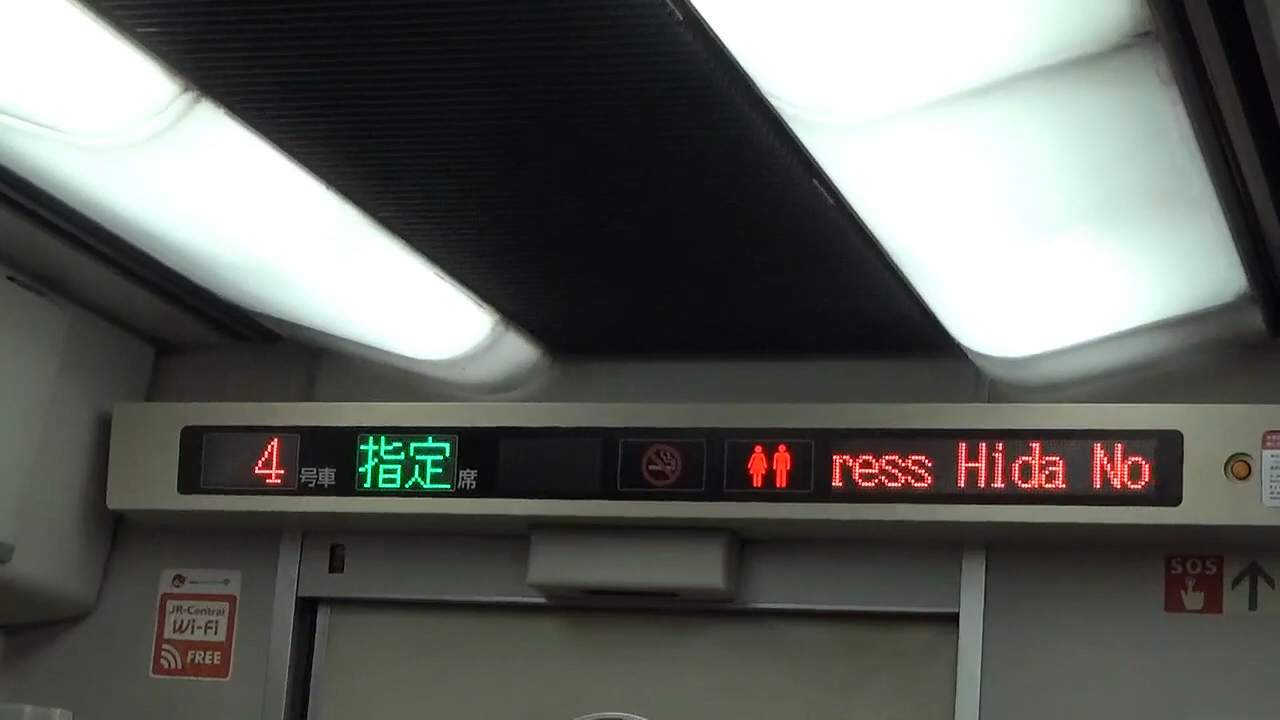 4号車 指定席 ress Hida No
JR-Central
Wi-Fi
FREE
SOS